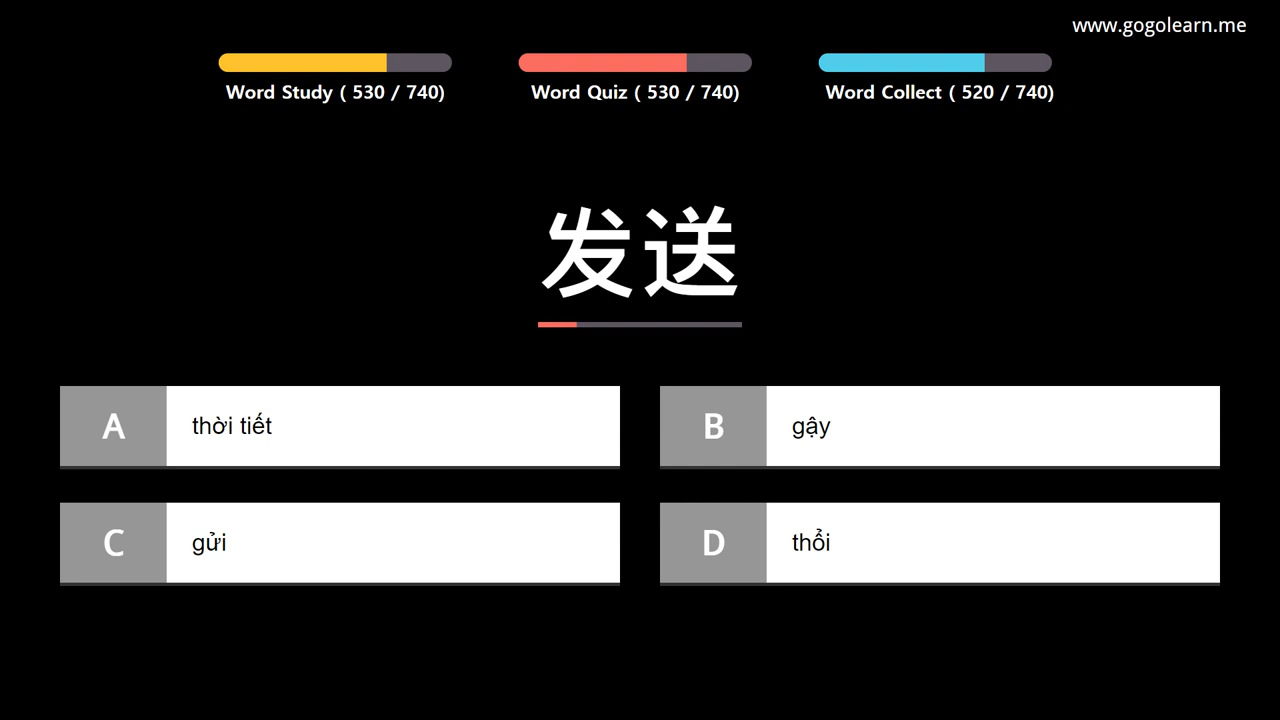 www.gogolearn.me
Word Study ( 530 / 740)
Word Quiz ( 530 / 740)
Word Collect ( 520 / 740)
发送
A thời tiết
B gậy
C gửi
D thổi